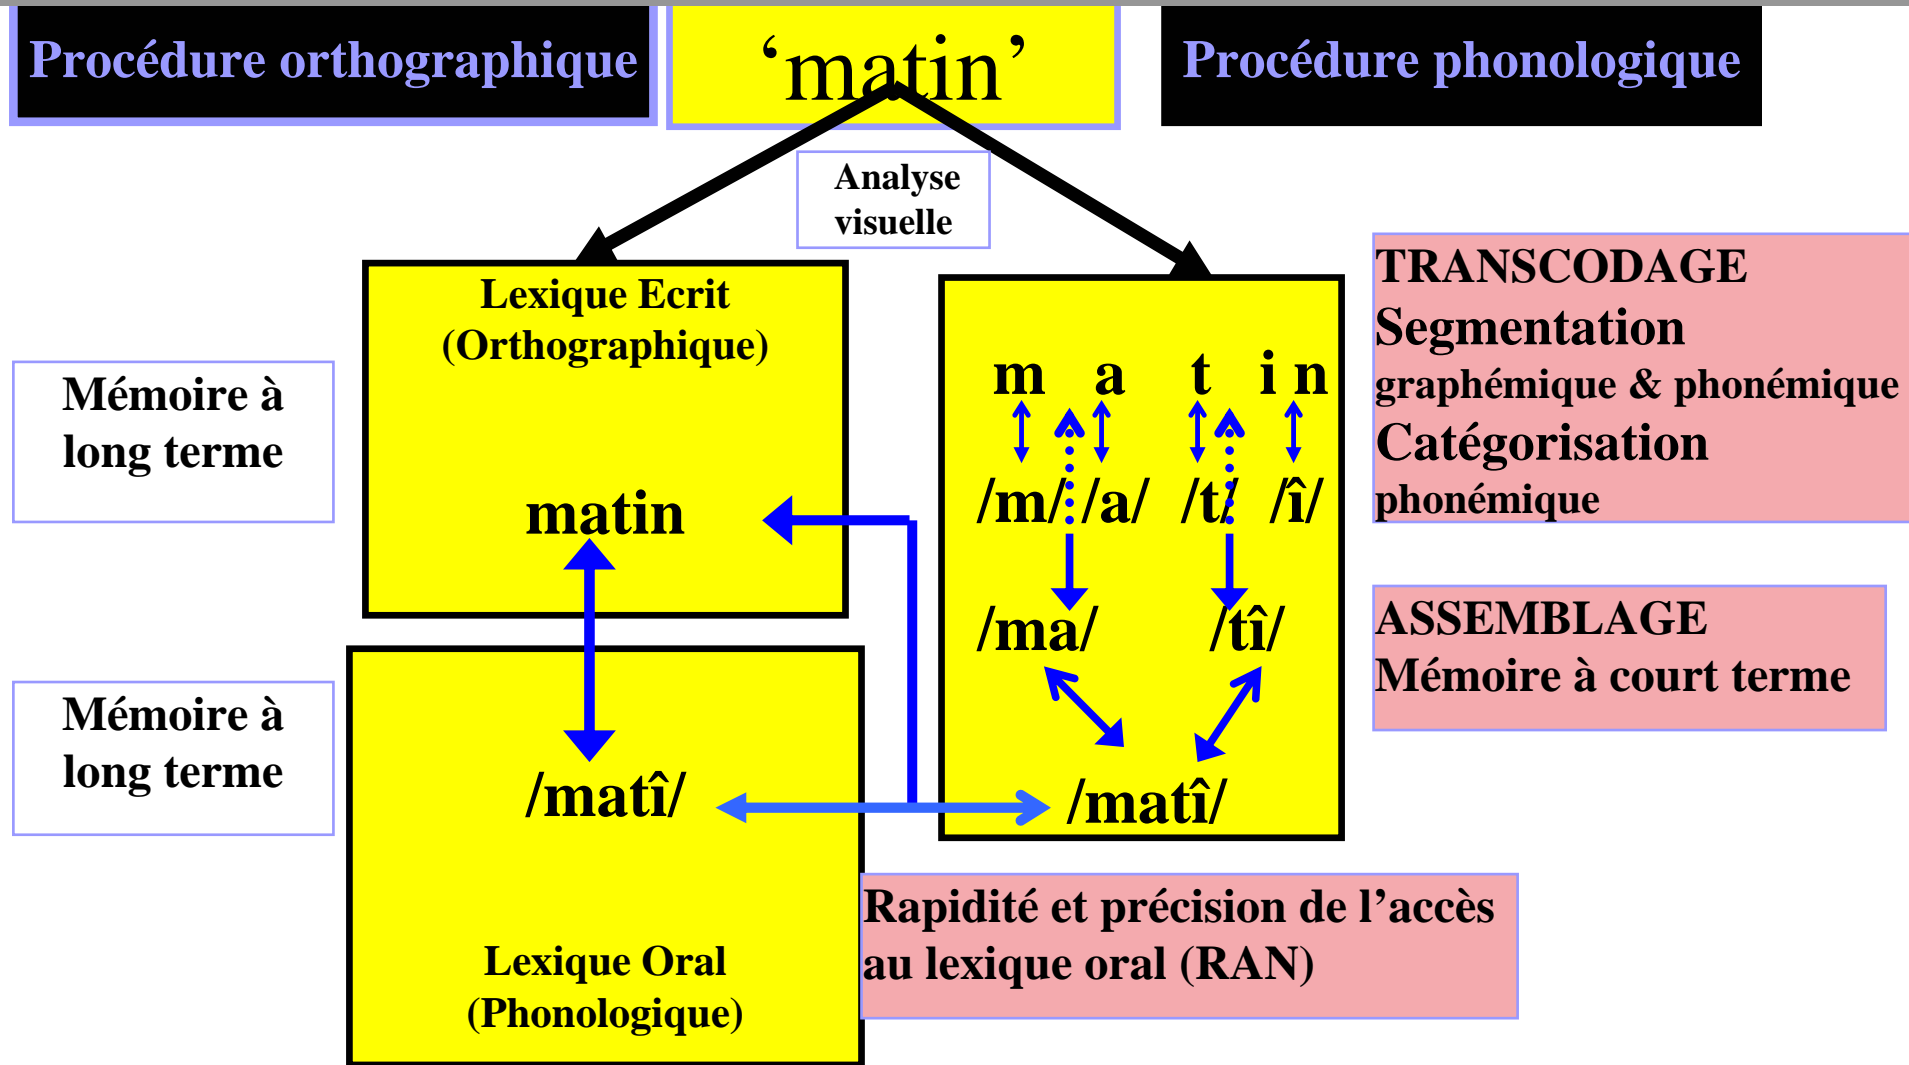 Procédure orthographique
‘matin’
Procédure phonologique
Analyse
visuelle
Lexique Ecrit
(Orthographique)
matin
Mémoire à
long terme
Mémoire à
long terme
/matî/
Lexique Oral
(Phonologique)
m a t i n
/m/ /a/ /t/ /î/
/ma/ /tî/
/matî/
TRANSCODAGE
Segmentation
graphémique & phonémique
Catégorisation
phonémique
ASSEMBLAGE
Mémoire à court terme
Rapidité et précision de l’accès
au lexique oral (RAN)